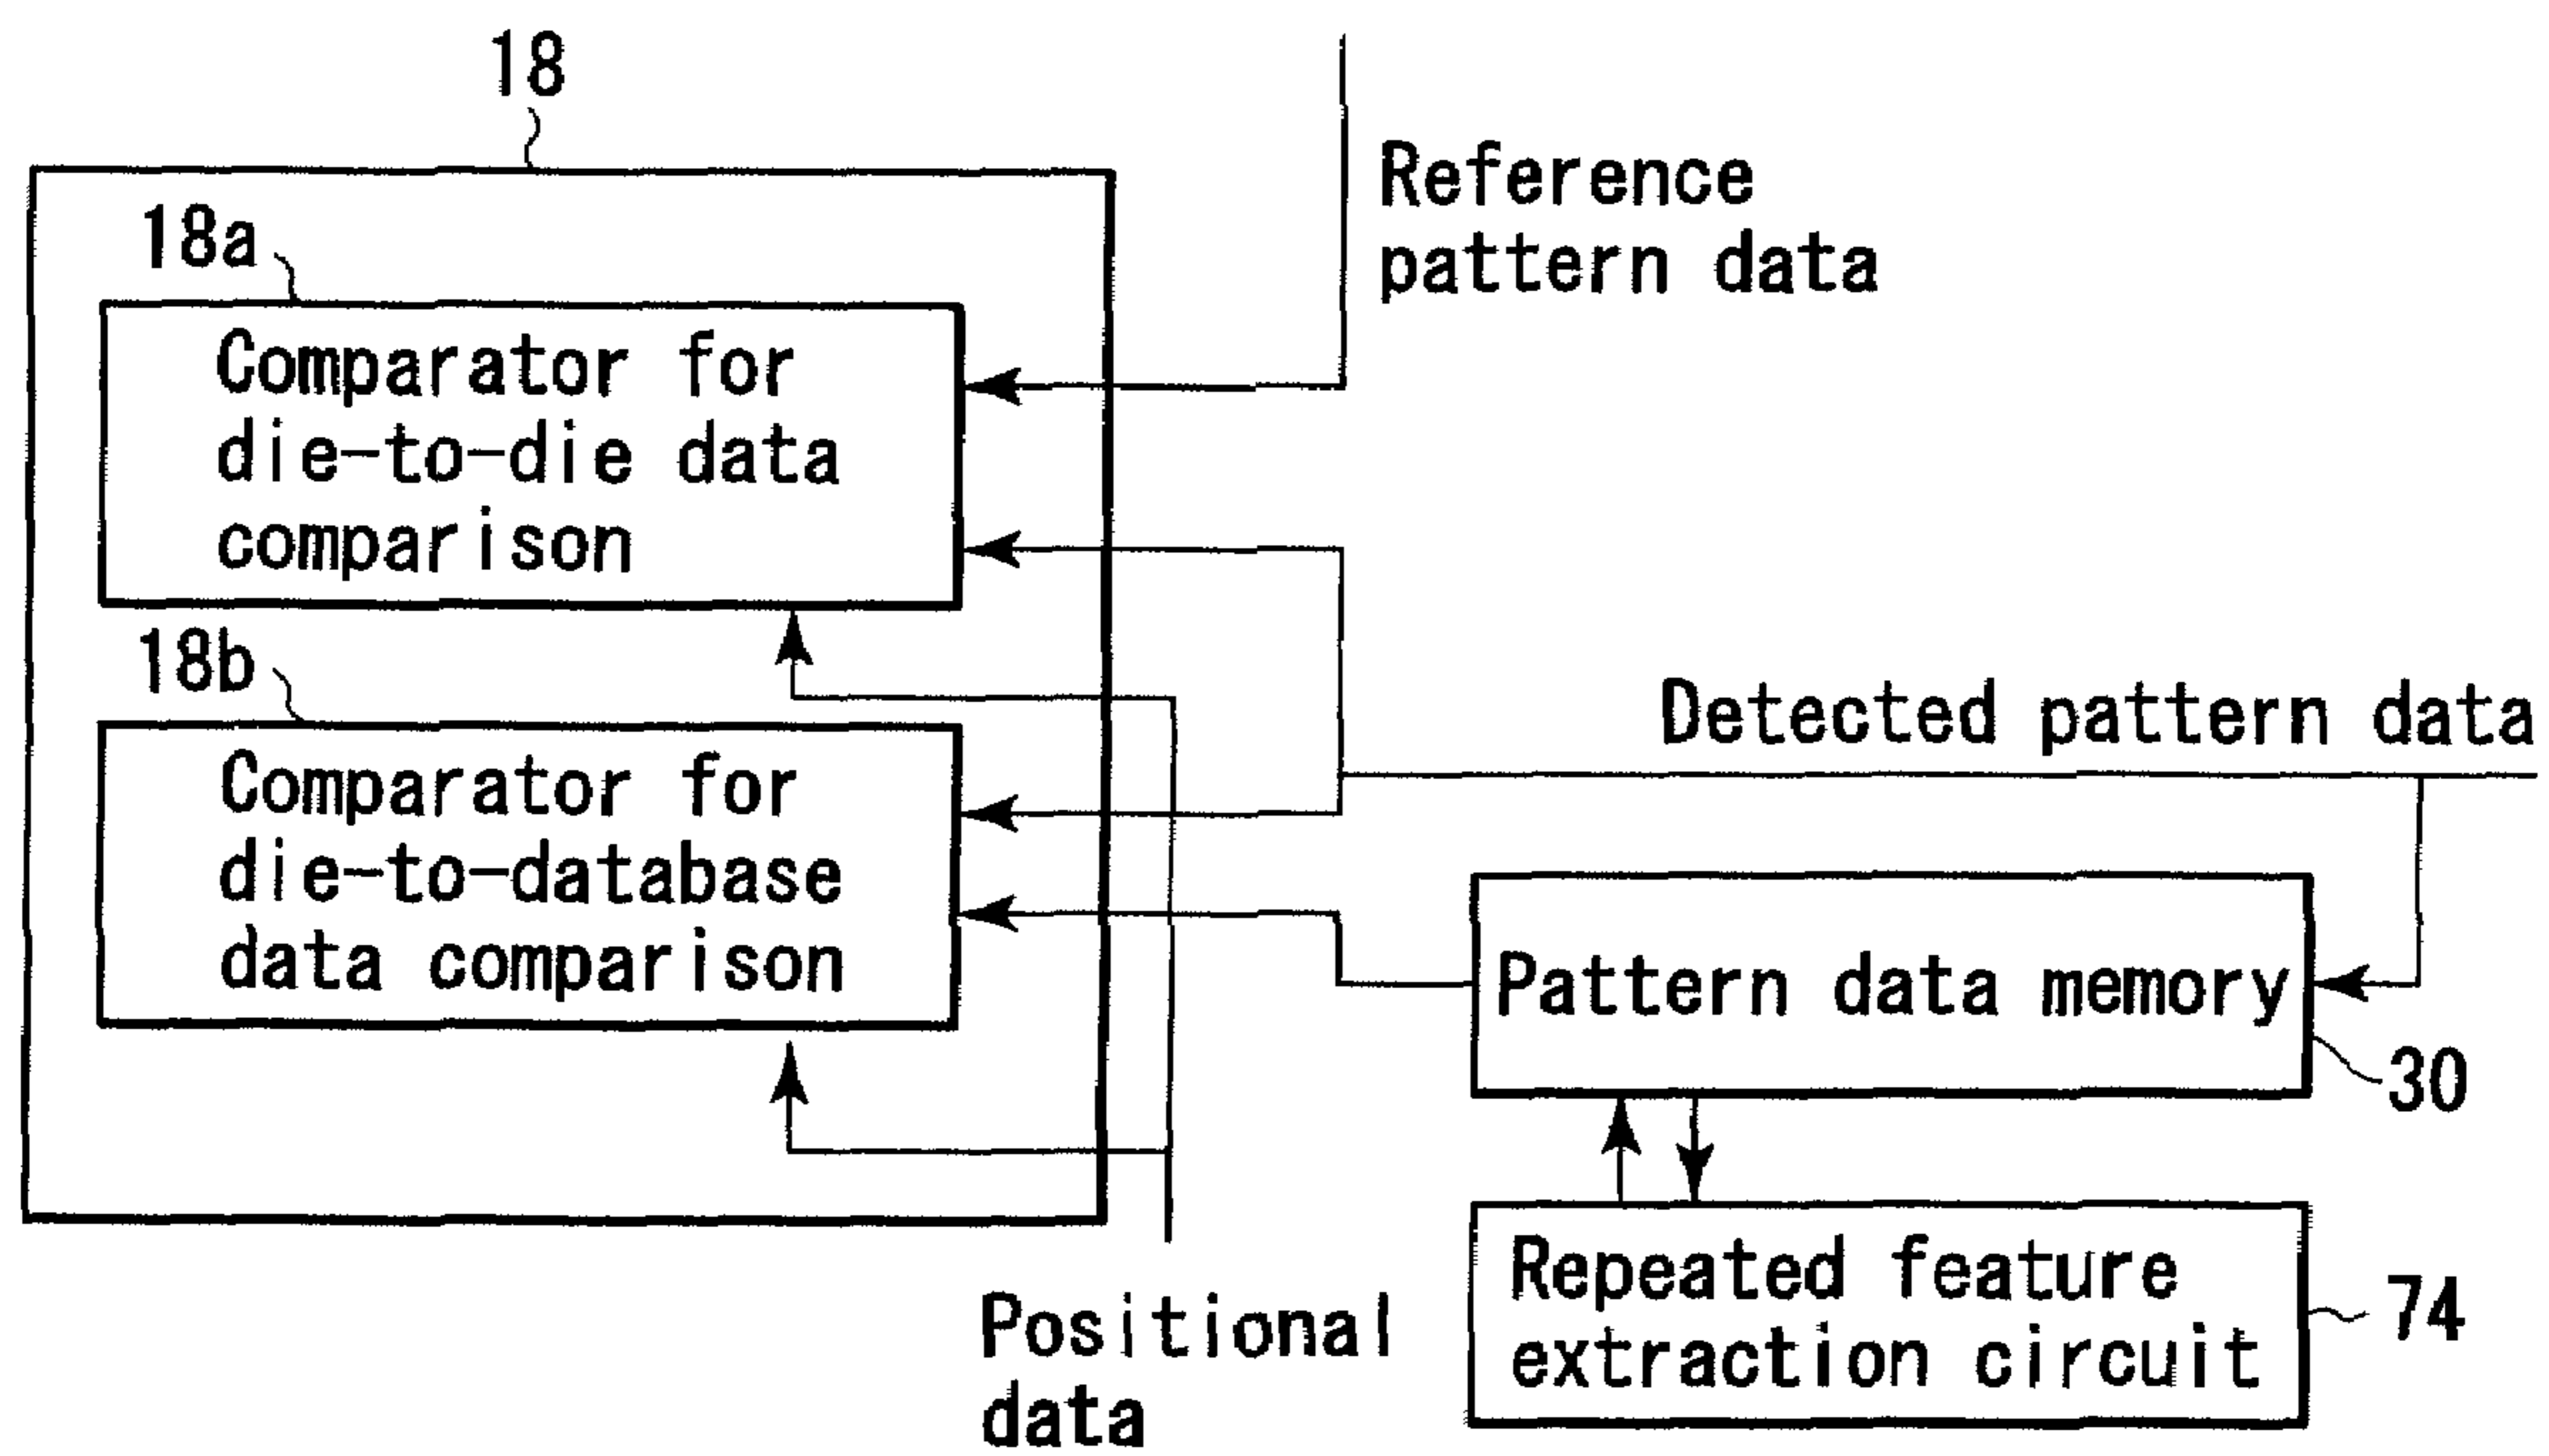 18
Reference
pattern data
18a
Comparator for
die-to-die data
comparison
18b
Comparator for
die-to-database
data comparison
Detected pattern data
Pattern data memory
30
Repeated feature
extraction circuit
74
Positional
data